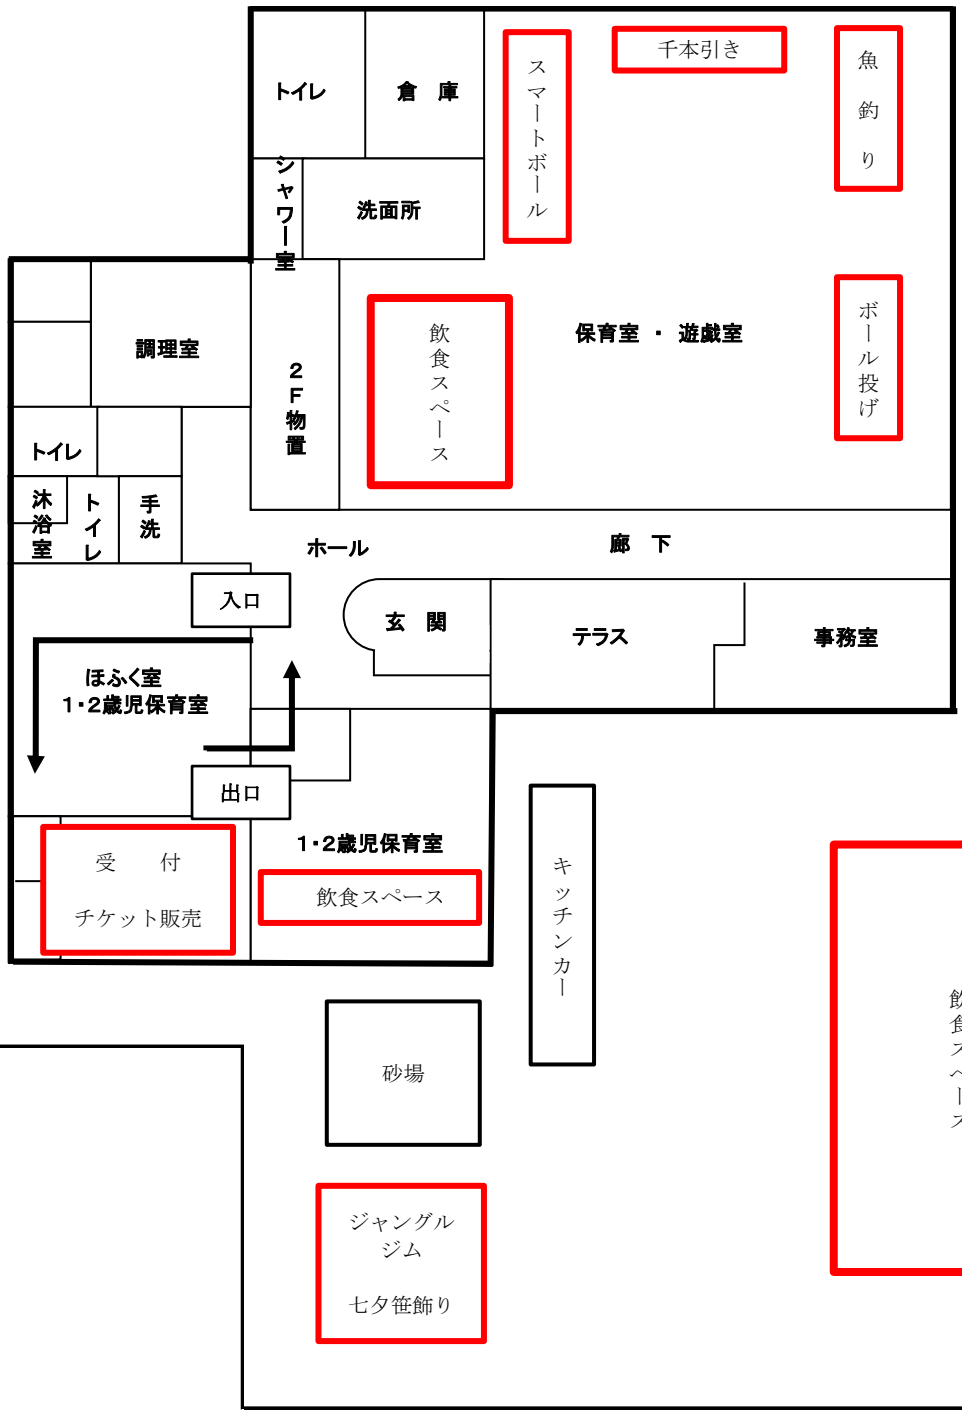 千本引き
スマートボール
魚釣り
トイレ
倉庫
シャワー室
洗面所
ボール投げ
飲食スペース
保育室・遊戯室
調理室
2F物置
トイレ
沐浴室
トイレ
手洗
ホール
廊下
入口
玄関
テラス
事務室
ほふく室
1・2歳児保育室
出口
1・2歳児保育室
受付
チケット販売
飲食スペース
キッチンカー
飲食スペース
砂場
ジャングル
ジム
七夕笹飾り